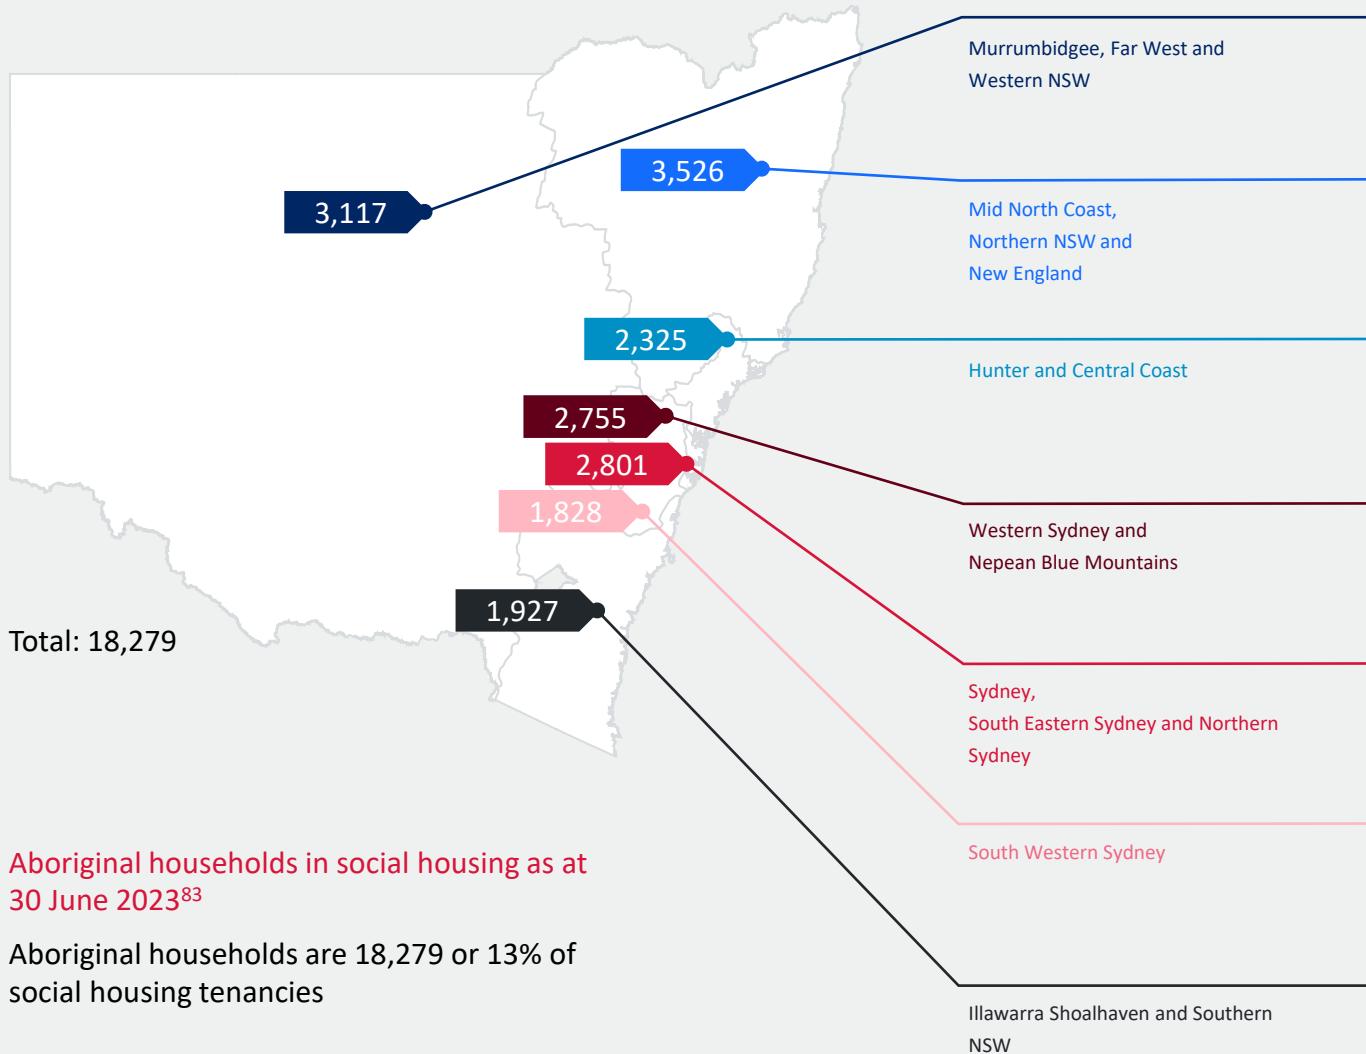 Murrumbidgee, Far West and
Western NSW
3,526
3,117
Mid North Coast,
Northern NSW and
New England
2,325
Hunter and Central Coast
2,755
2,801
1,828
Western Sydney and
Nepean Blue Mountains
1,927
Total: 18,279
Sydney,
South Eastern Sydney and Northern
Sydney
South Western Sydney
Aboriginal households in social housing as at
30 June 2023⁸³
Aboriginal households are 18,279 or 13% of
social housing tenancies
Illawarra Shoalhaven and Southern
NSW